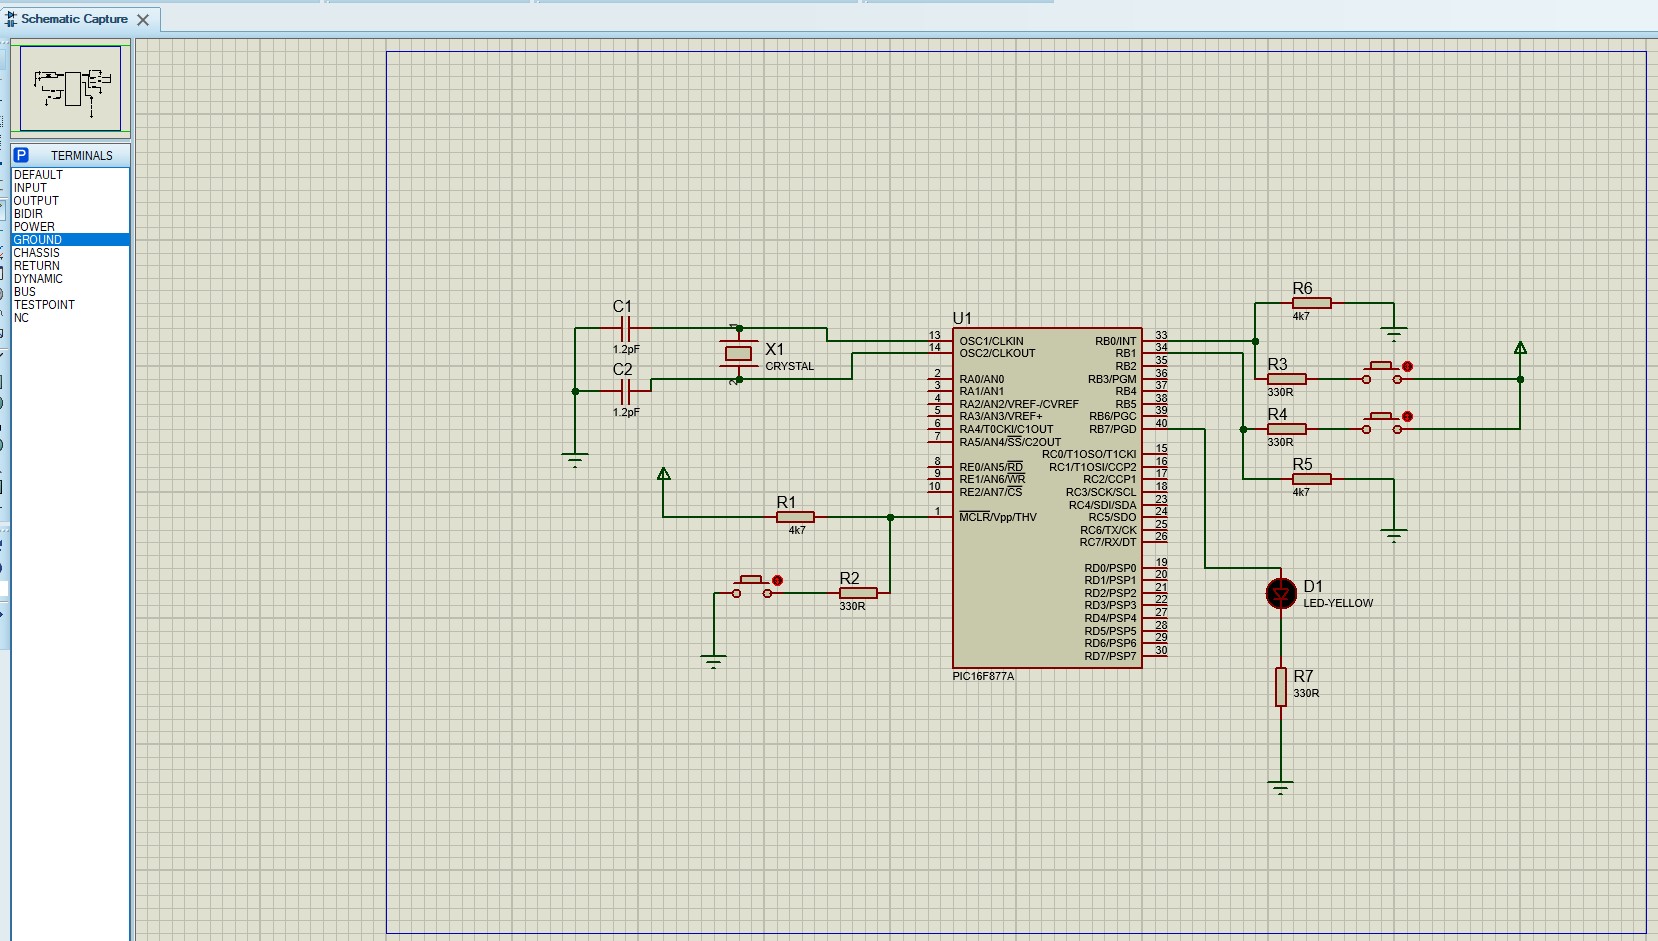 Schematic Capture
P TERMINALS
DEFAULT
INPUT
OUTPUT
BIDIR
POWER
GROUND
CHASSIS
RETURN
DYNAMIC
BUS
TESTPOINT
NC
C1
1.2pF
C2
1.2pF
1
2
X1
CRYSTAL
R1
4k7
R2
330R
U1
13 OSC1/CLKIN
14 OSC2/CLKOUT
2 RA0/AN0
3 RA1/AN1
4 RA2/AN2/VREF-/CVREF
5 RA3/AN3/VREF+
6 RA4/T0CKI/C1OUT
7 RA5/AN4/SS/C2OUT
8 RE0/AN5/RD
9 RE1/AN6/WR
10 RE2/AN7/CS
1 MCLR/Vpp/THV
RB0/INT 33
RB1 34
RB2 35
RB3/PGM 36
RB4 37
RB5 38
RB6/PGC 39
RB7/PGD 40
RC0/T1OSO/T1CKI 15
RC1/T1OSI/CCP2 16
RC2/CCP1 17
RC3/SCK/SCL 18
RC4/SDI/SDA 23
RC5/SDO 24
RC6/TX/CK 25
RC7/RX/DT 26
RD0/PSP0 19
RD1/PSP1 20
RD2/PSP2 21
RD3/PSP3 22
RD4/PSP4 27
RD5/PSP5 28
RD6/PSP6 29
RD7/PSP7 30
PIC16F877A
R6
4k7
R3
330R
R4
330R
R5
4k7
D1
LED-YELLOW
R7
330R